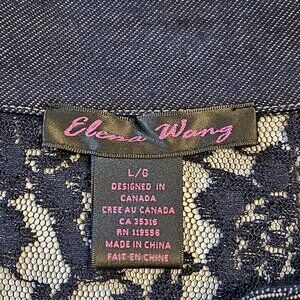 Elena Wang
L/G
DESIGNED IN
CANADA
CREE AU CANADA
CA 35316
RN 119556
MADE IN CHINA
FAIT EN CHINE